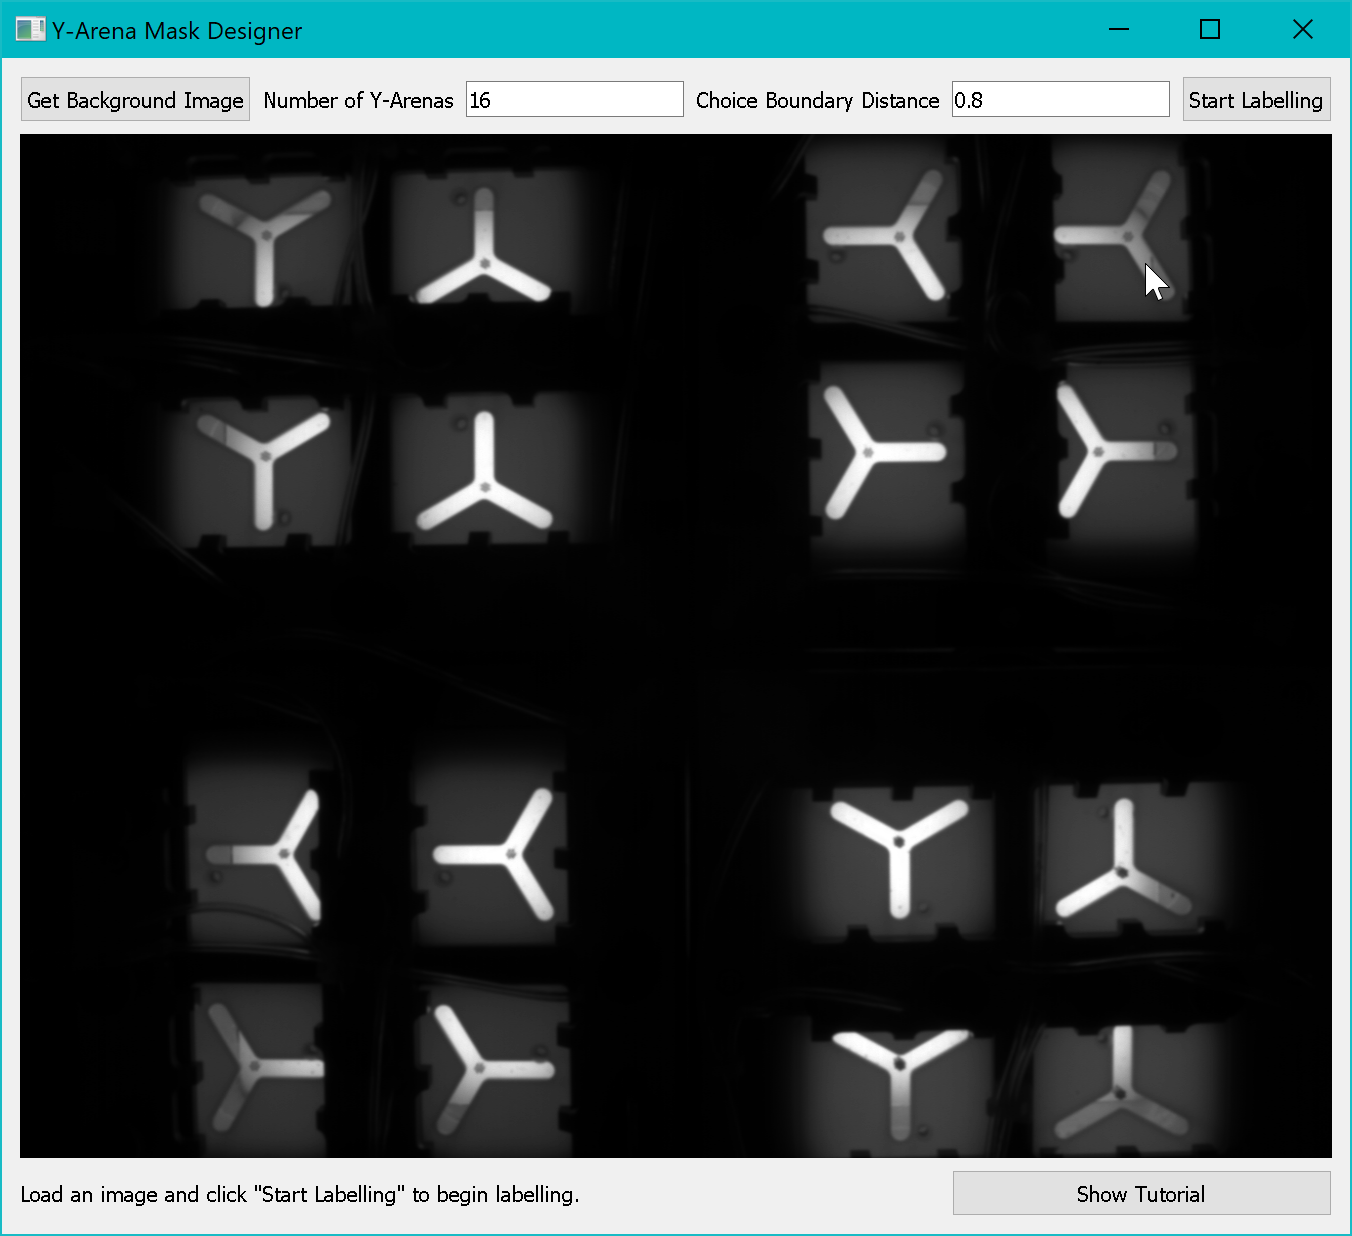 Y-Arena Mask Designer
Get Background Image Number of Y-Arenas 16 Choice Boundary Distance 0.8 Start Labelling
Load an image and click "Start Labelling" to begin labelling. Show Tutorial